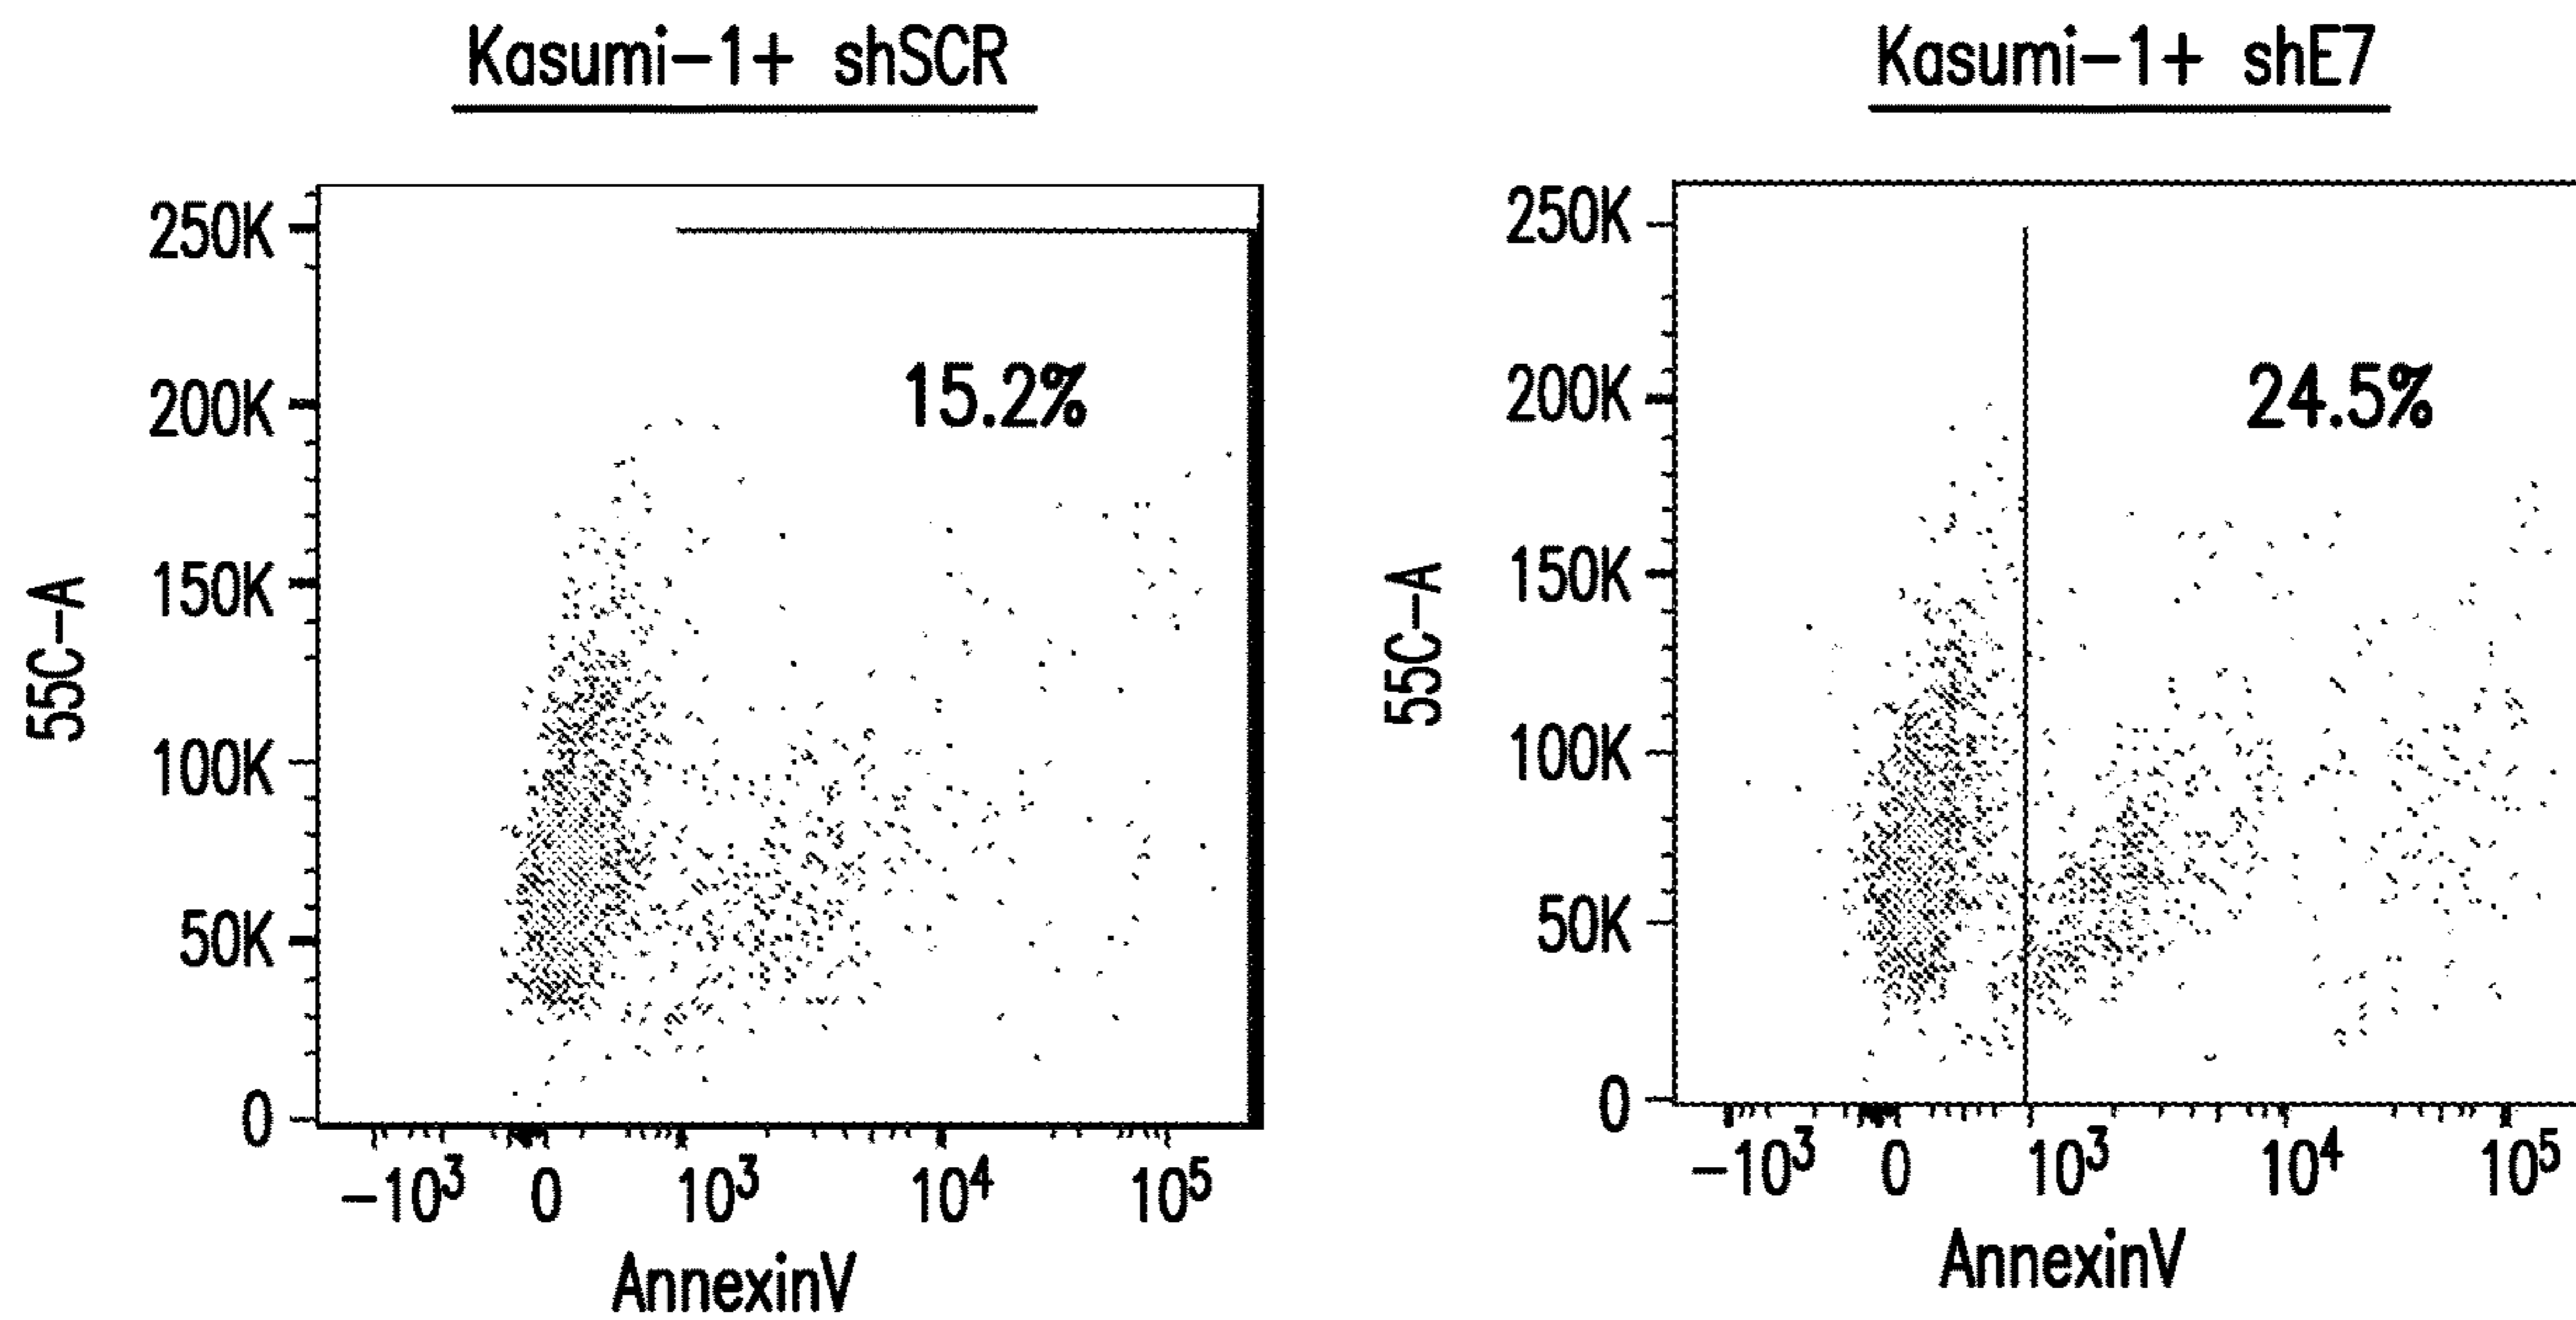 Kasumi-1+ shSCR
250K
200K
150K
100K
50K
0
55C-A
15.2%
-10³ 0 10³ 10⁴ 10⁵
AnnexinV
Kasumi-1+ shE7
250K
200K
150K
100K
50K
0
55C-A
24.5%
-10³ 0 10³ 10⁴ 10⁵
AnnexinV